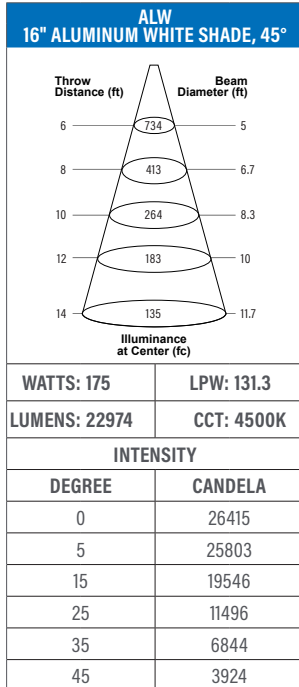 ALW
16" ALUMINUM WHITE SHADE, 45°
Throw Distance (ft)
Beam Diameter (ft)
6 734 5
8 413 6.7
10 264 8.3
12 183 10
14 135 11.7
Illuminance
at Center (fc)
WATTS: 175 LPW: 131.3
LUMENS: 22974 CCT: 4500K
INTENSITY
DEGREE CANDELA
0 26415
5 25803
15 19546
25 11496
35 6844
45 3924